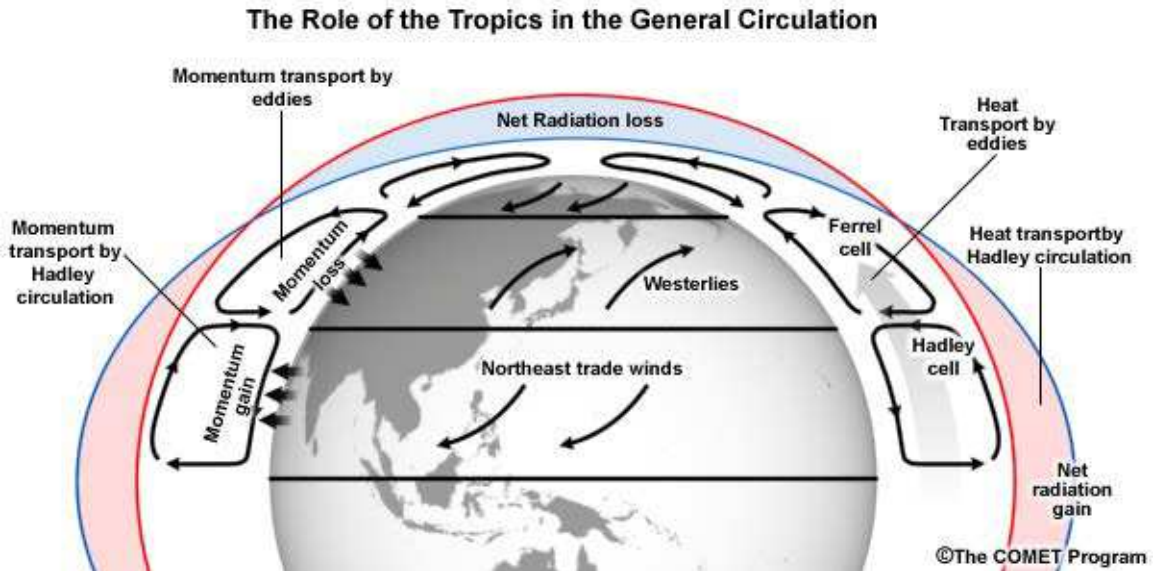 The Role of the Tropics in the General Circulation
Momentum transport by
eddies
Net Radiation loss
Heat
Transport by
eddies
Momentum
transport by
Hadley
circulation
Momentum
loss
Ferrel
cell
Heat transportby
Hadley circulation
Westerlies
Momentum
gain
Northeast trade winds
Hadley
cell
Net
radiation
gain
©The COMET Program